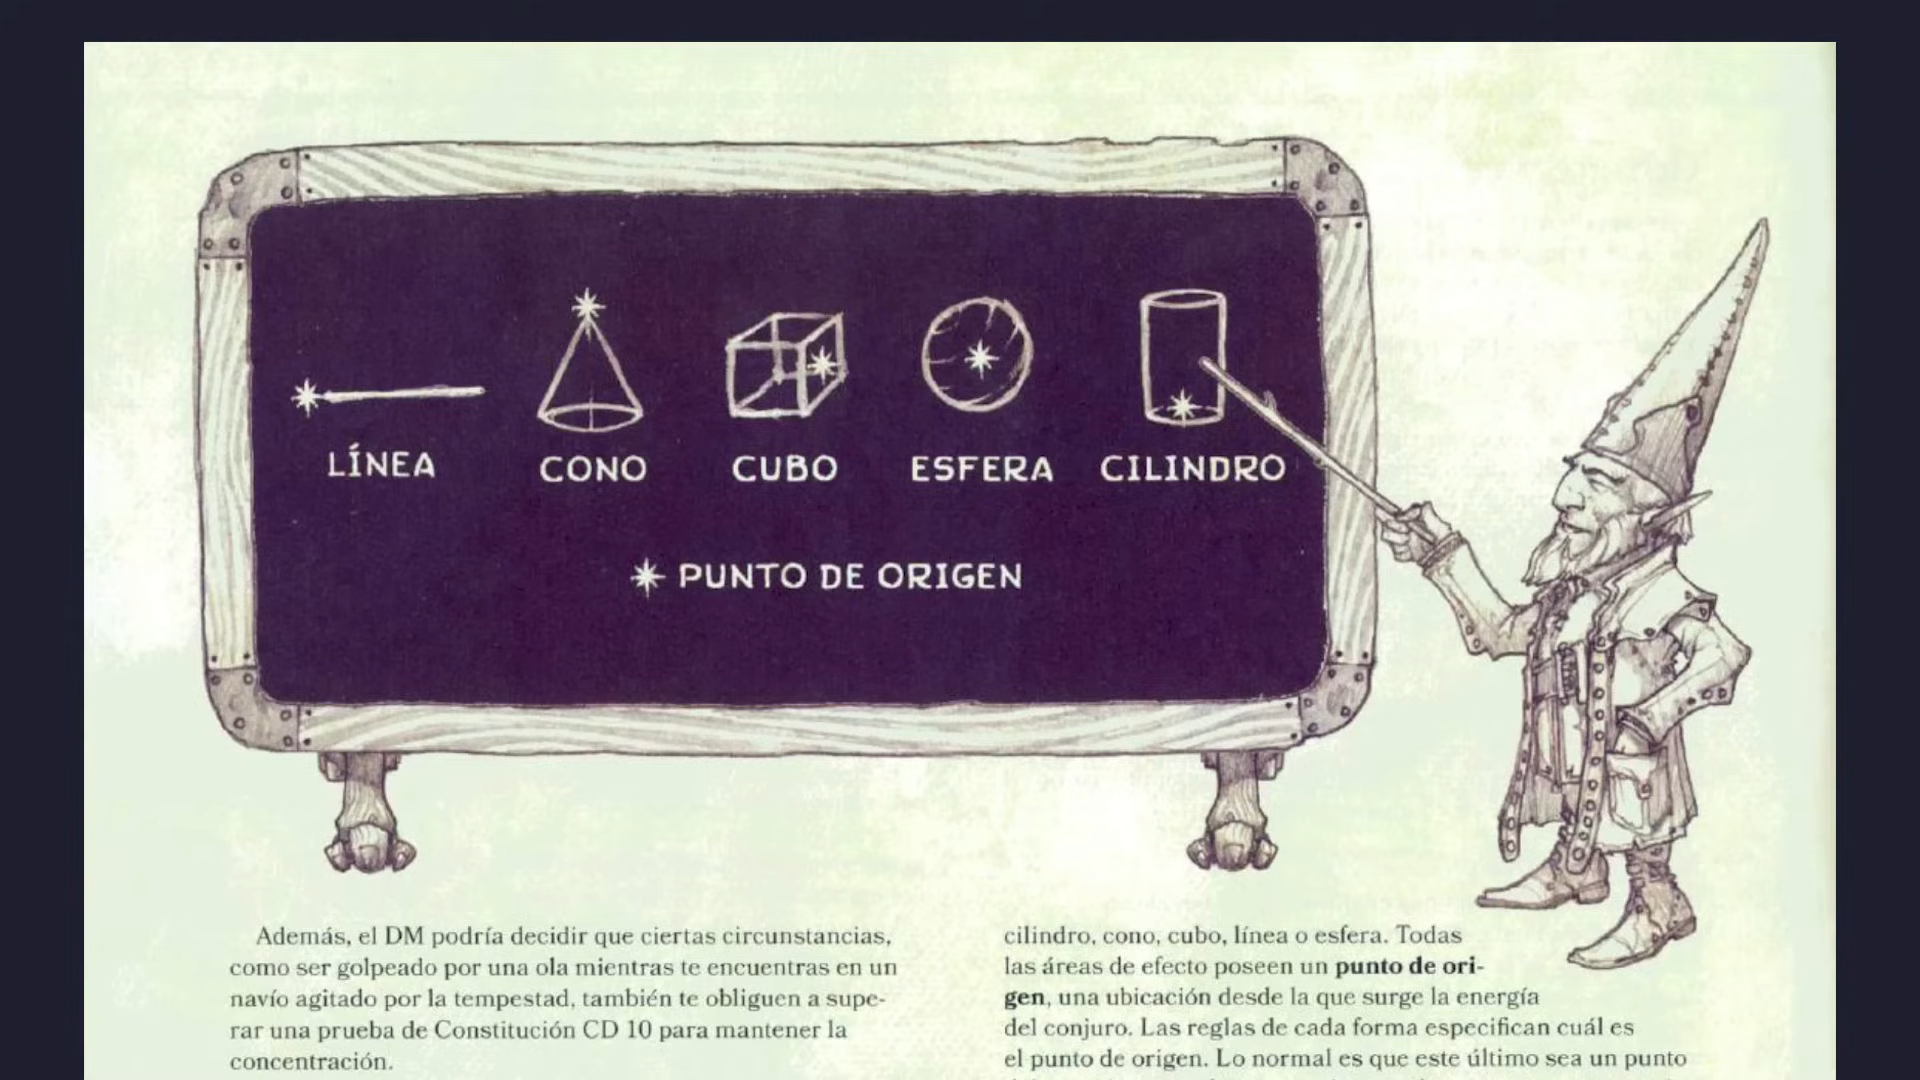 LÍNEA CONO CUBO ESFERA CILINDRO
PUNTO DE ORIGEN
Además, el DM podría decidir que ciertas circunstancias,
como ser golpeado por una ola mientras te encuentras en un
navío agitado por la tempestad, también te obliguen a supe-
rar una prueba de Constitución CD 10 para mantener la
concentración.
cilindro, cono, cubo, línea o esfera. Todas
las áreas de efecto poseen un punto de ori-
gen, una ubicación desde la que surge la energía
del conjuro. Las reglas de cada forma especifican cuál es
el punto de origen. Lo normal es que este último sea un punto